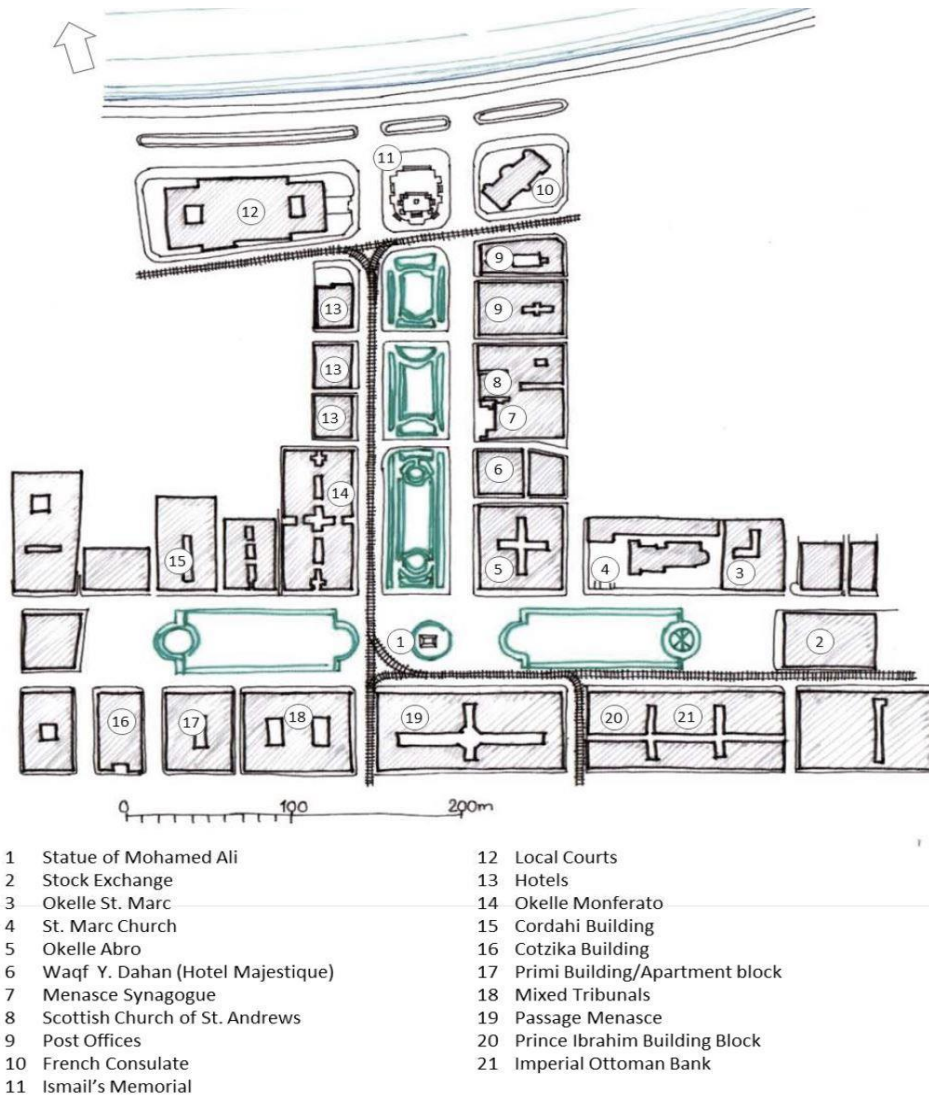 11
10
12
9
13
9
13
8
13
7
6
14
15
5
4
3
1
2
16
17
18
19
20
21
0 100 200m
1 Statue of Mohamed Ali
2 Stock Exchange
3 Okelle St. Marc
4 St. Marc Church
5 Okelle Abro
6 Waqf Y. Dahan (Hotel Majestique)
7 Menasce Synagogue
8 Scottish Church of St. Andrews
9 Post Offices
10 French Consulate
11 Ismail's Memorial
12 Local Courts
13 Hotels
14 Okelle Monferato
15 Cordahi Building
16 Cotzika Building
17 Primi Building/Apartment block
18 Mixed Tribunals
19 Passage Menasce
20 Prince Ibrahim Building Block
21 Imperial Ottoman Bank